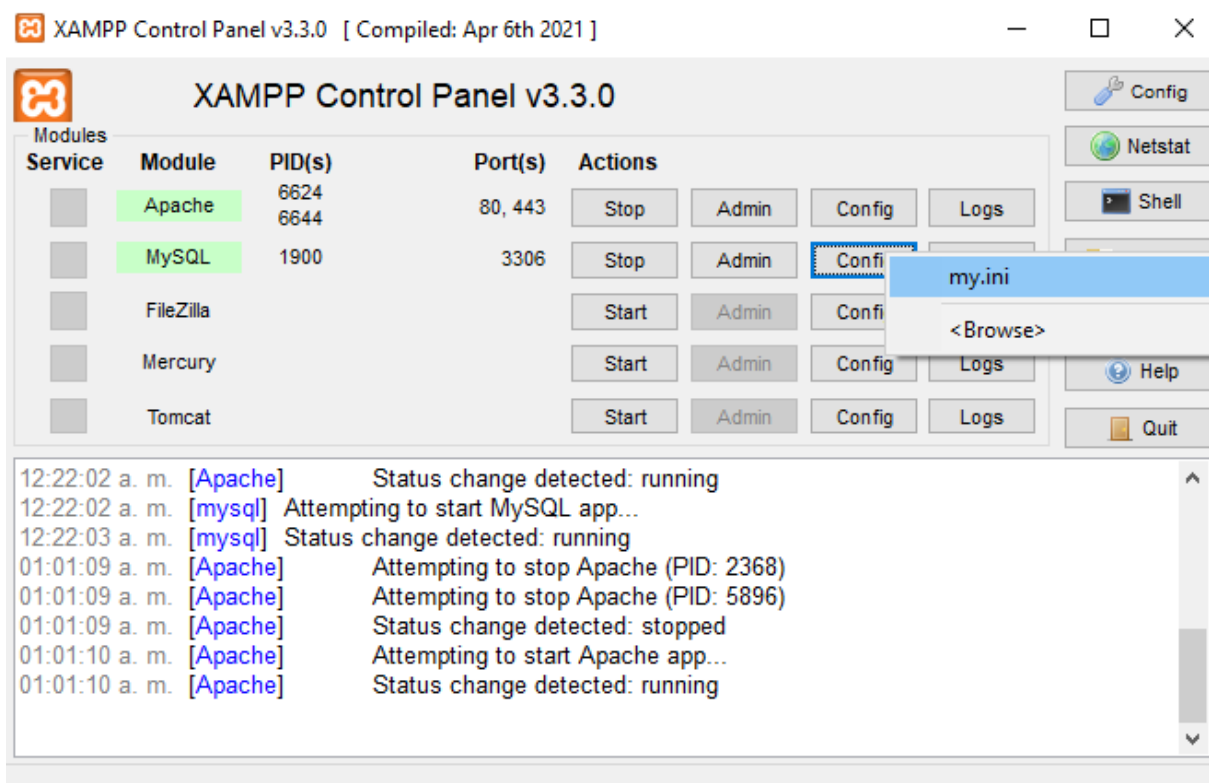 XAMPP Control Panel v3.3.0 [ Compiled: Apr 6th 2021 ]
XAMPP Control Panel v3.3.0
Config
Modules
Service Module PID(s) Port(s) Actions
Netstat
Apache 6624 6644 80, 443 Stop Admin Config Logs
Shell
MySQL 1900 3306 Stop Admin Confi
my.ini
FileZilla Start Admin Confi
<Browse>
Mercury Start Admin Config Logs
Help
Tomcat Start Admin Config Logs
Quit
12:22:02 a. m. [Apache] Status change detected: running
12:22:02 a. m. [mysql] Attempting to start MySQL app...
12:22:03 a. m. [mysql] Status change detected: running
01:01:09 a. m. [Apache] Attempting to stop Apache (PID: 2368)
01:01:09 a. m. [Apache] Attempting to stop Apache (PID: 5896)
01:01:09 a. m. [Apache] Status change detected: stopped
01:01:10 a. m. [Apache] Attempting to start Apache app...
01:01:10 a. m. [Apache] Status change detected: running